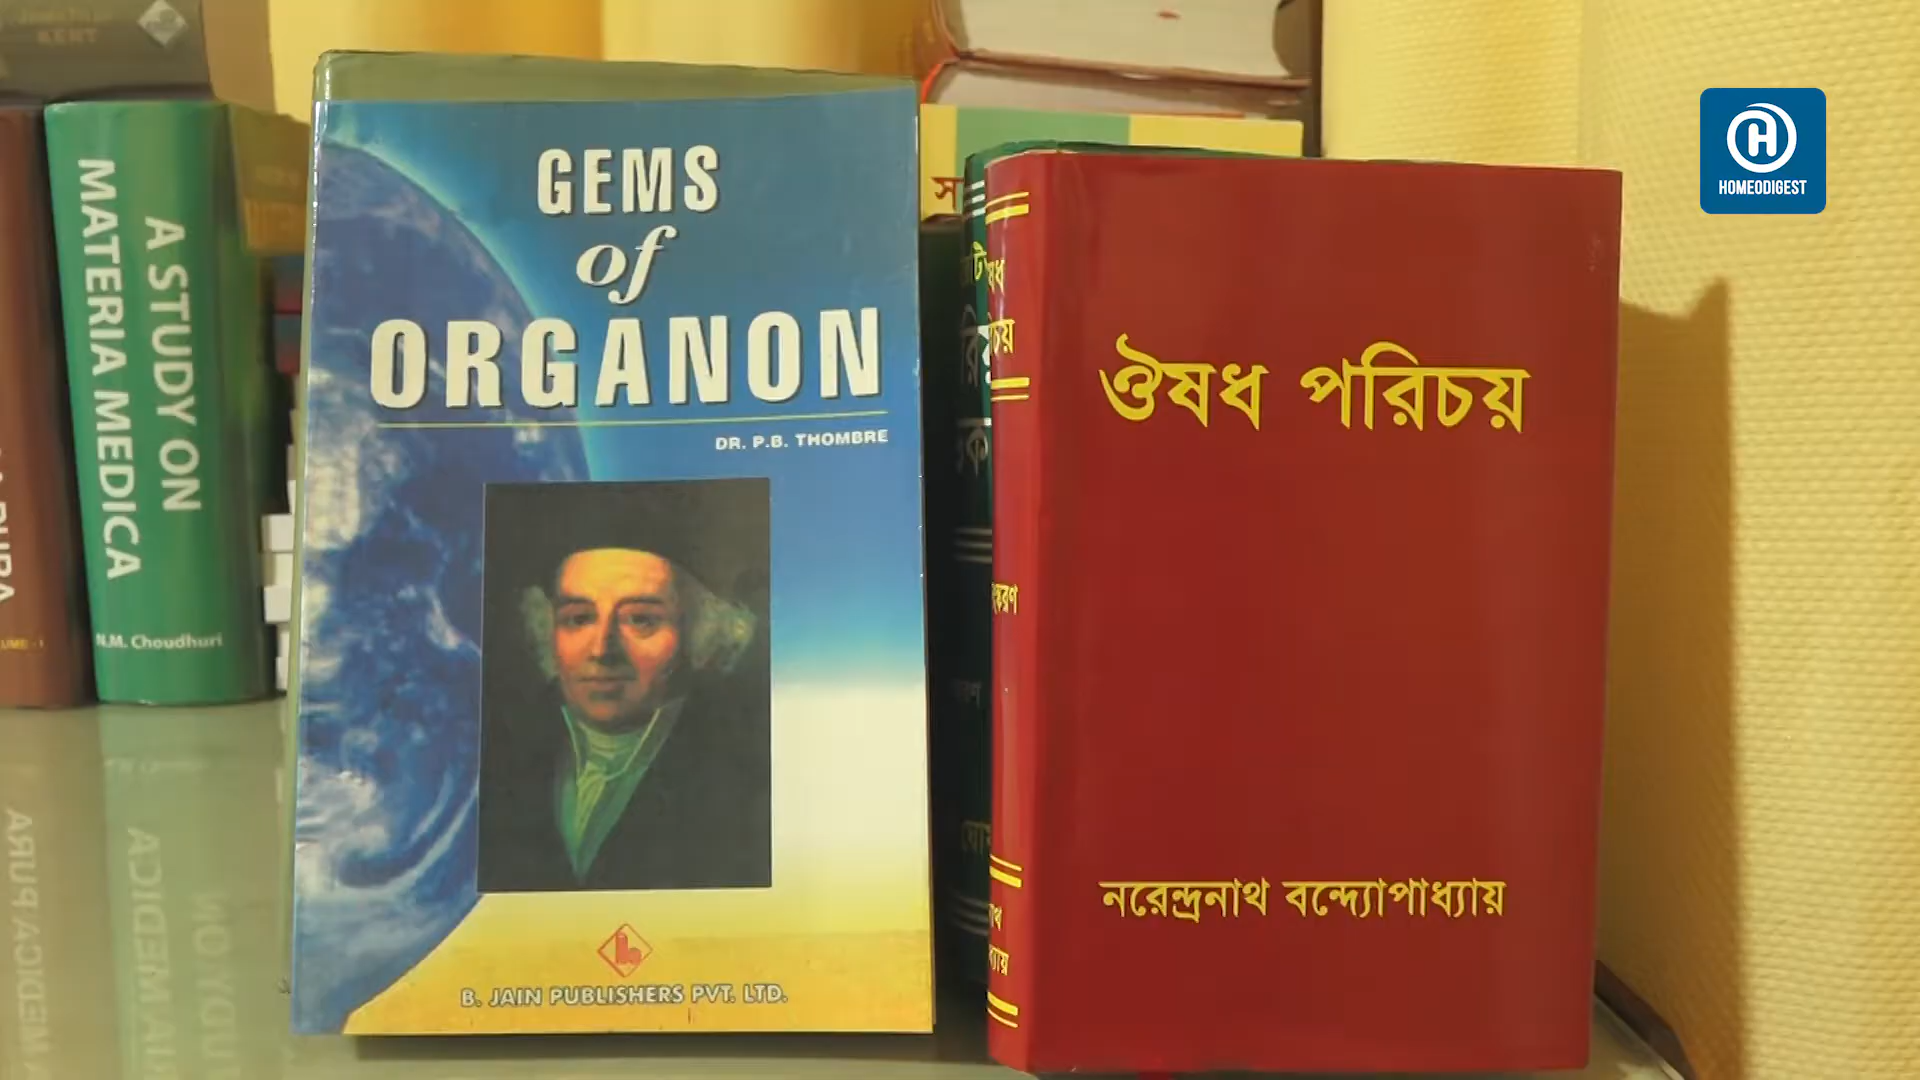 KENT
A STUDY ON
MATERIA MEDICA
N.M. Choudhuri
GEMS
of
ORGANON
DR. P.B. THOMBRE
B. JAIN PUBLISHERS PVT. LTD.
ঔষধ পরিচয়
নরেন্দ্রনাথ বন্দ্যোপাধ্যায়
HOMEODIGEST